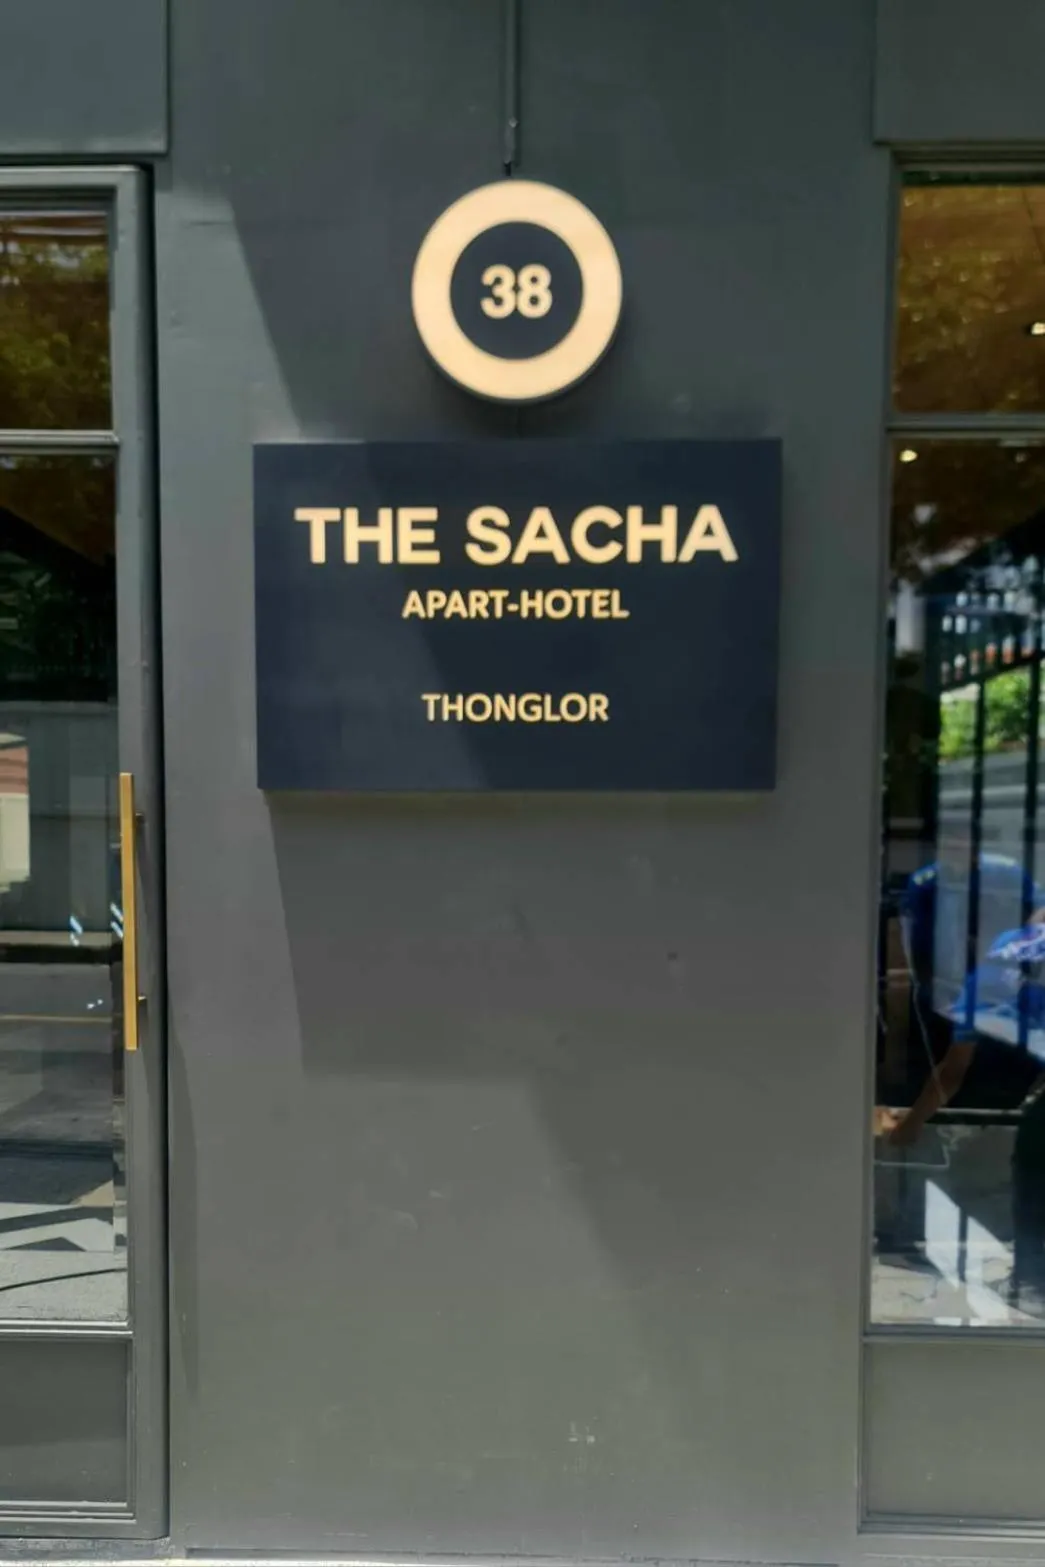 38
THE SACHA
APART-HOTEL
THONGLOR